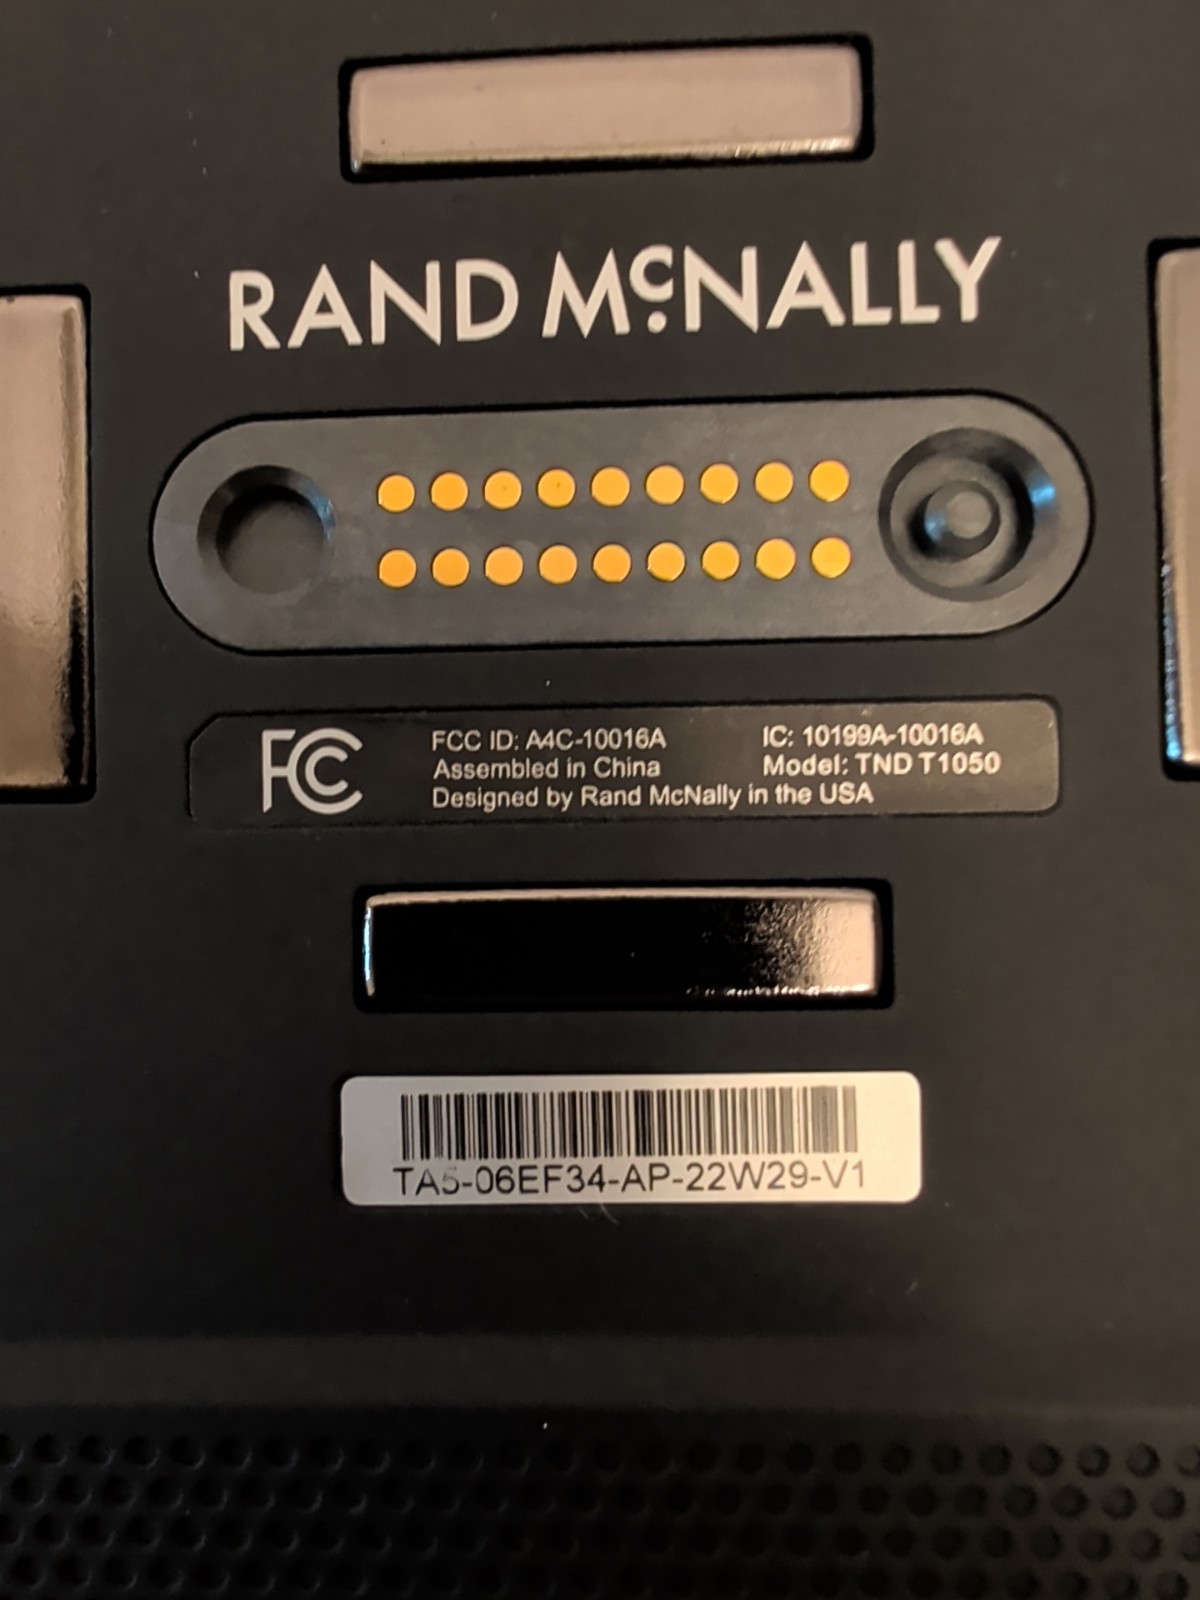 RAND McNALLY
FC
FCC ID: A4C-10016A
IC: 10199A-10016A
Assembled in China
Model: TND T1050
Designed by Rand McNally in the USA
TA5-06EF34-AP-22W29-V1